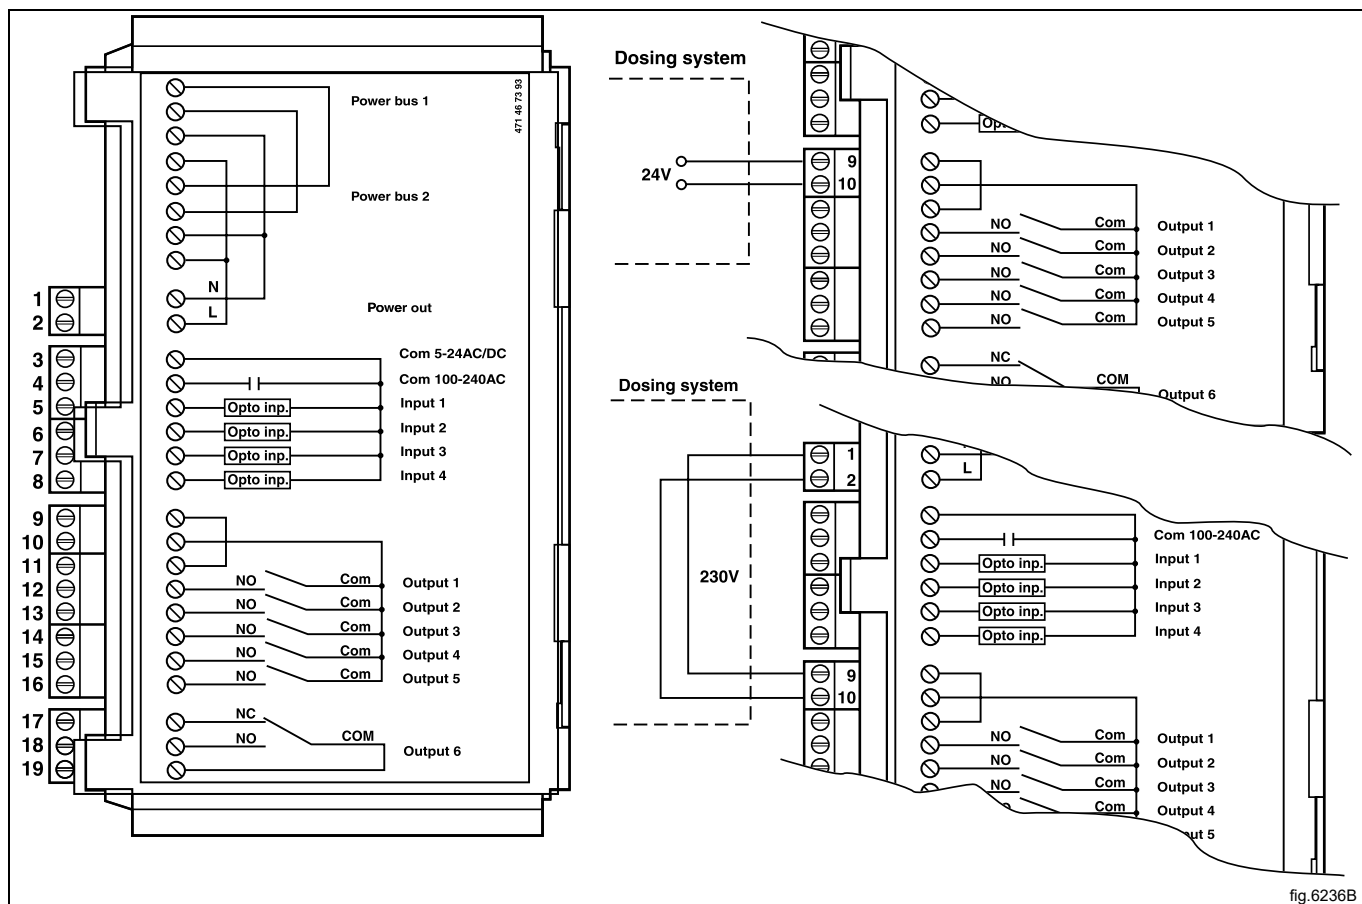 471 46 73 93
Power bus 1
Power bus 2
N
L
Power out
1
2
3
4
5
6
7
8
Com 5-24AC/DC
Com 100-240AC
Opto inp. Input 1
Opto inp. Input 2
Opto inp. Input 3
Opto inp. Input 4
9
10
11
12
13
14
15
16
NO Com Output 1
NO Com Output 2
NO Com Output 3
NO Com Output 4
NO Com Output 5
17
18
19
NC
NO
COM
Output 6
Dosing system
24V
9
10
NO Com Output 1
NO Com Output 2
NO Com Output 3
NO Com Output 4
NO Com Output 5
NC
NO
COM
Output 6
Dosing system
230V
1
2
L
Com 100-240AC
Opto inp. Input 1
Opto inp. Input 2
Opto inp. Input 3
Opto inp. Input 4
9
10
NO Com Output 1
NO Com Output 2
NO Com Output 3
Com Output 4
fig.6236B